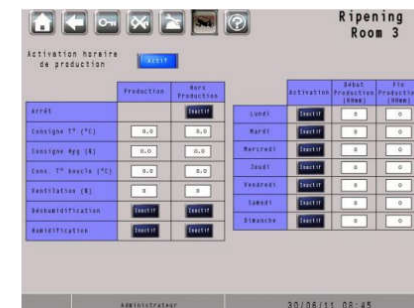 Ripening
Room 3
Activation horaire
de production
Actif
Production
Hors
Production
Arrêt
Inactif
Consigne T° (°C)
0.0
0.0
Consigne Hyg (%)
0.0
0.0
Cons. T° Boucle (°C)
0.0
0.0
Ventilation (%)
0
0
Déshumidification
Inactif
Inactif
Humidification
Inactif
Inactif
Activation
Début
Production
(HHmm)
Fin
Production
(HHmm)
Lundi
Inactif
0
0
Mardi
Inactif
0
0
Mercredi
Inactif
0
0
Jeudi
Inactif
0
0
Vendredi
Inactif
0
0
Samedi
Inactif
0
0
Dimanche
Inactif
0
0
Administrateur
30/06/11 08:45